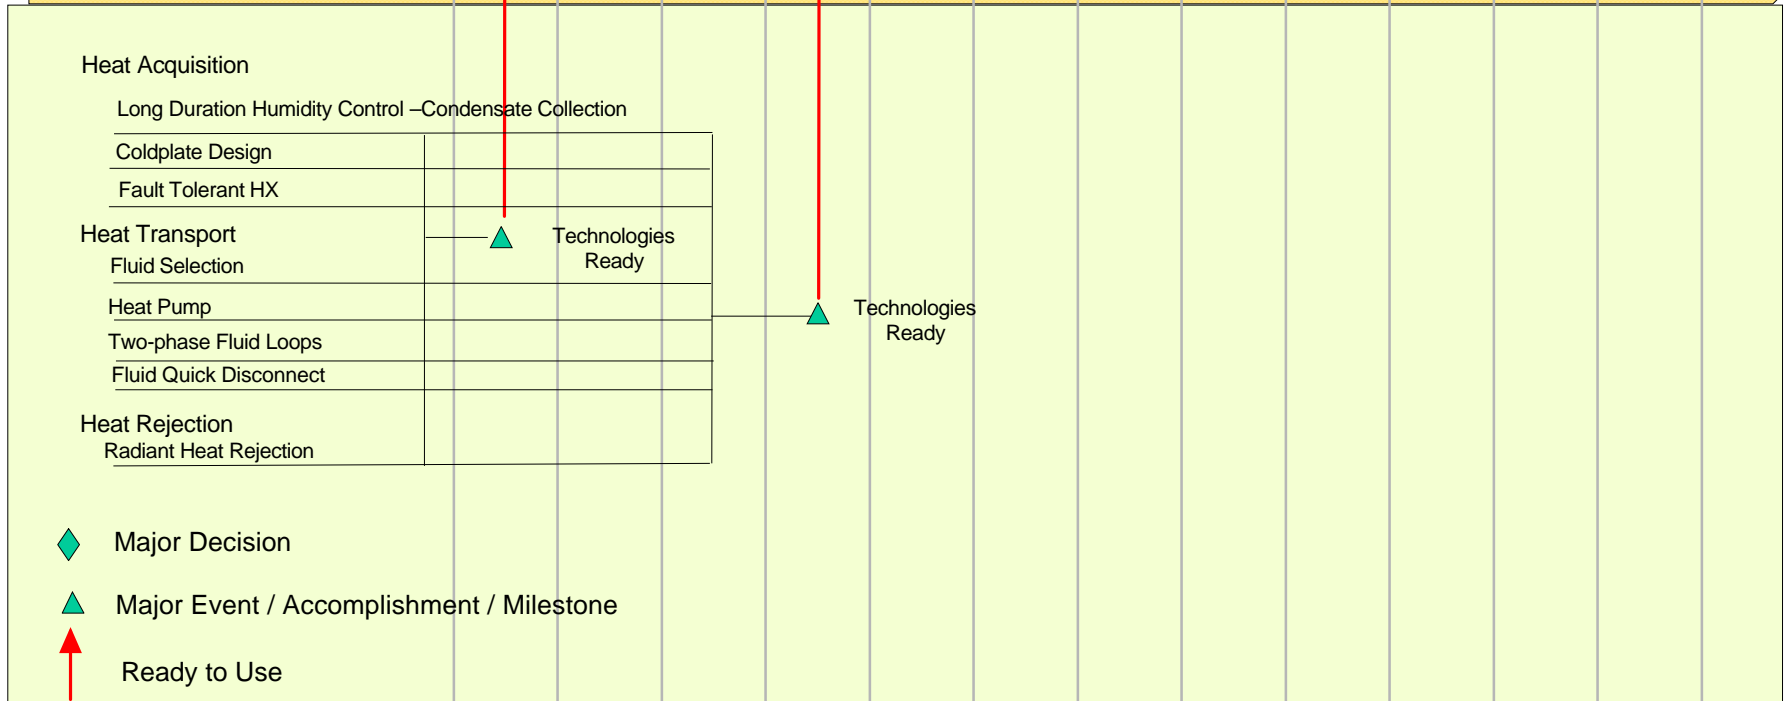 Heat Acquisition
Long Duration Humidity Control –Condensate Collection
Coldplate Design
Fault Tolerant HX
Heat Transport
Technologies
Ready
Fluid Selection
Heat Pump
Technologies
Ready
Two-phase Fluid Loops
Fluid Quick Disconnect
Heat Rejection
Radiant Heat Rejection
Major Decision
Major Event / Accomplishment / Milestone
Ready to Use